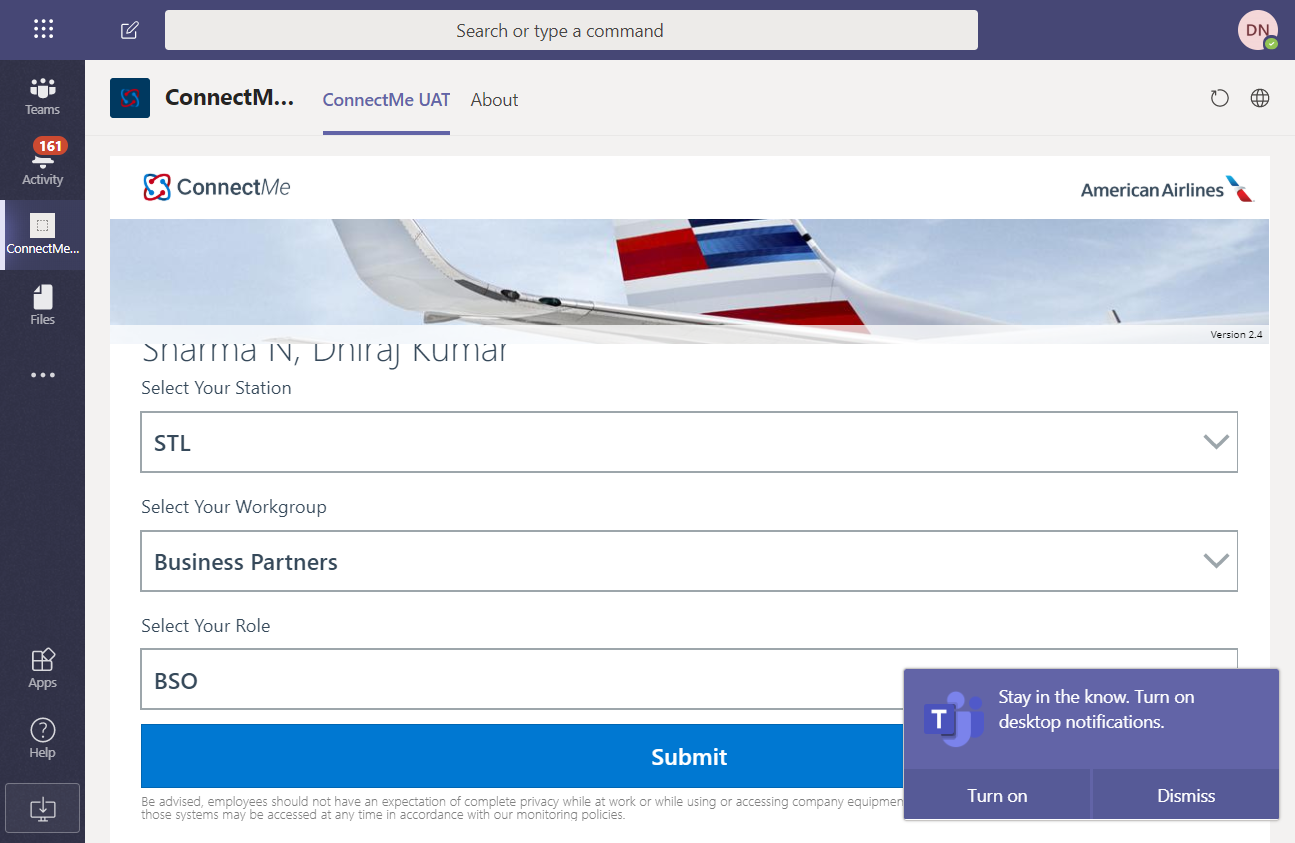 Search or type a command
DN
Teams
161
Activity
ConnectMe...
Files
Apps
Help
ConnectM...
ConnectMe UAT
About
ConnectMe
American Airlines
Version 2.4
Sharma N, Dhiraj Kumar
Select Your Station
STL
Select Your Workgroup
Business Partners
Select Your Role
BSO
Submit
Be advised, employees should not have an expectation of complete privacy while at work or while using or accessing company equipmen
those systems may be accessed at any time in accordance with our monitoring policies.
T
Stay in the know. Turn on
desktop notifications.
Turn on
Dismiss